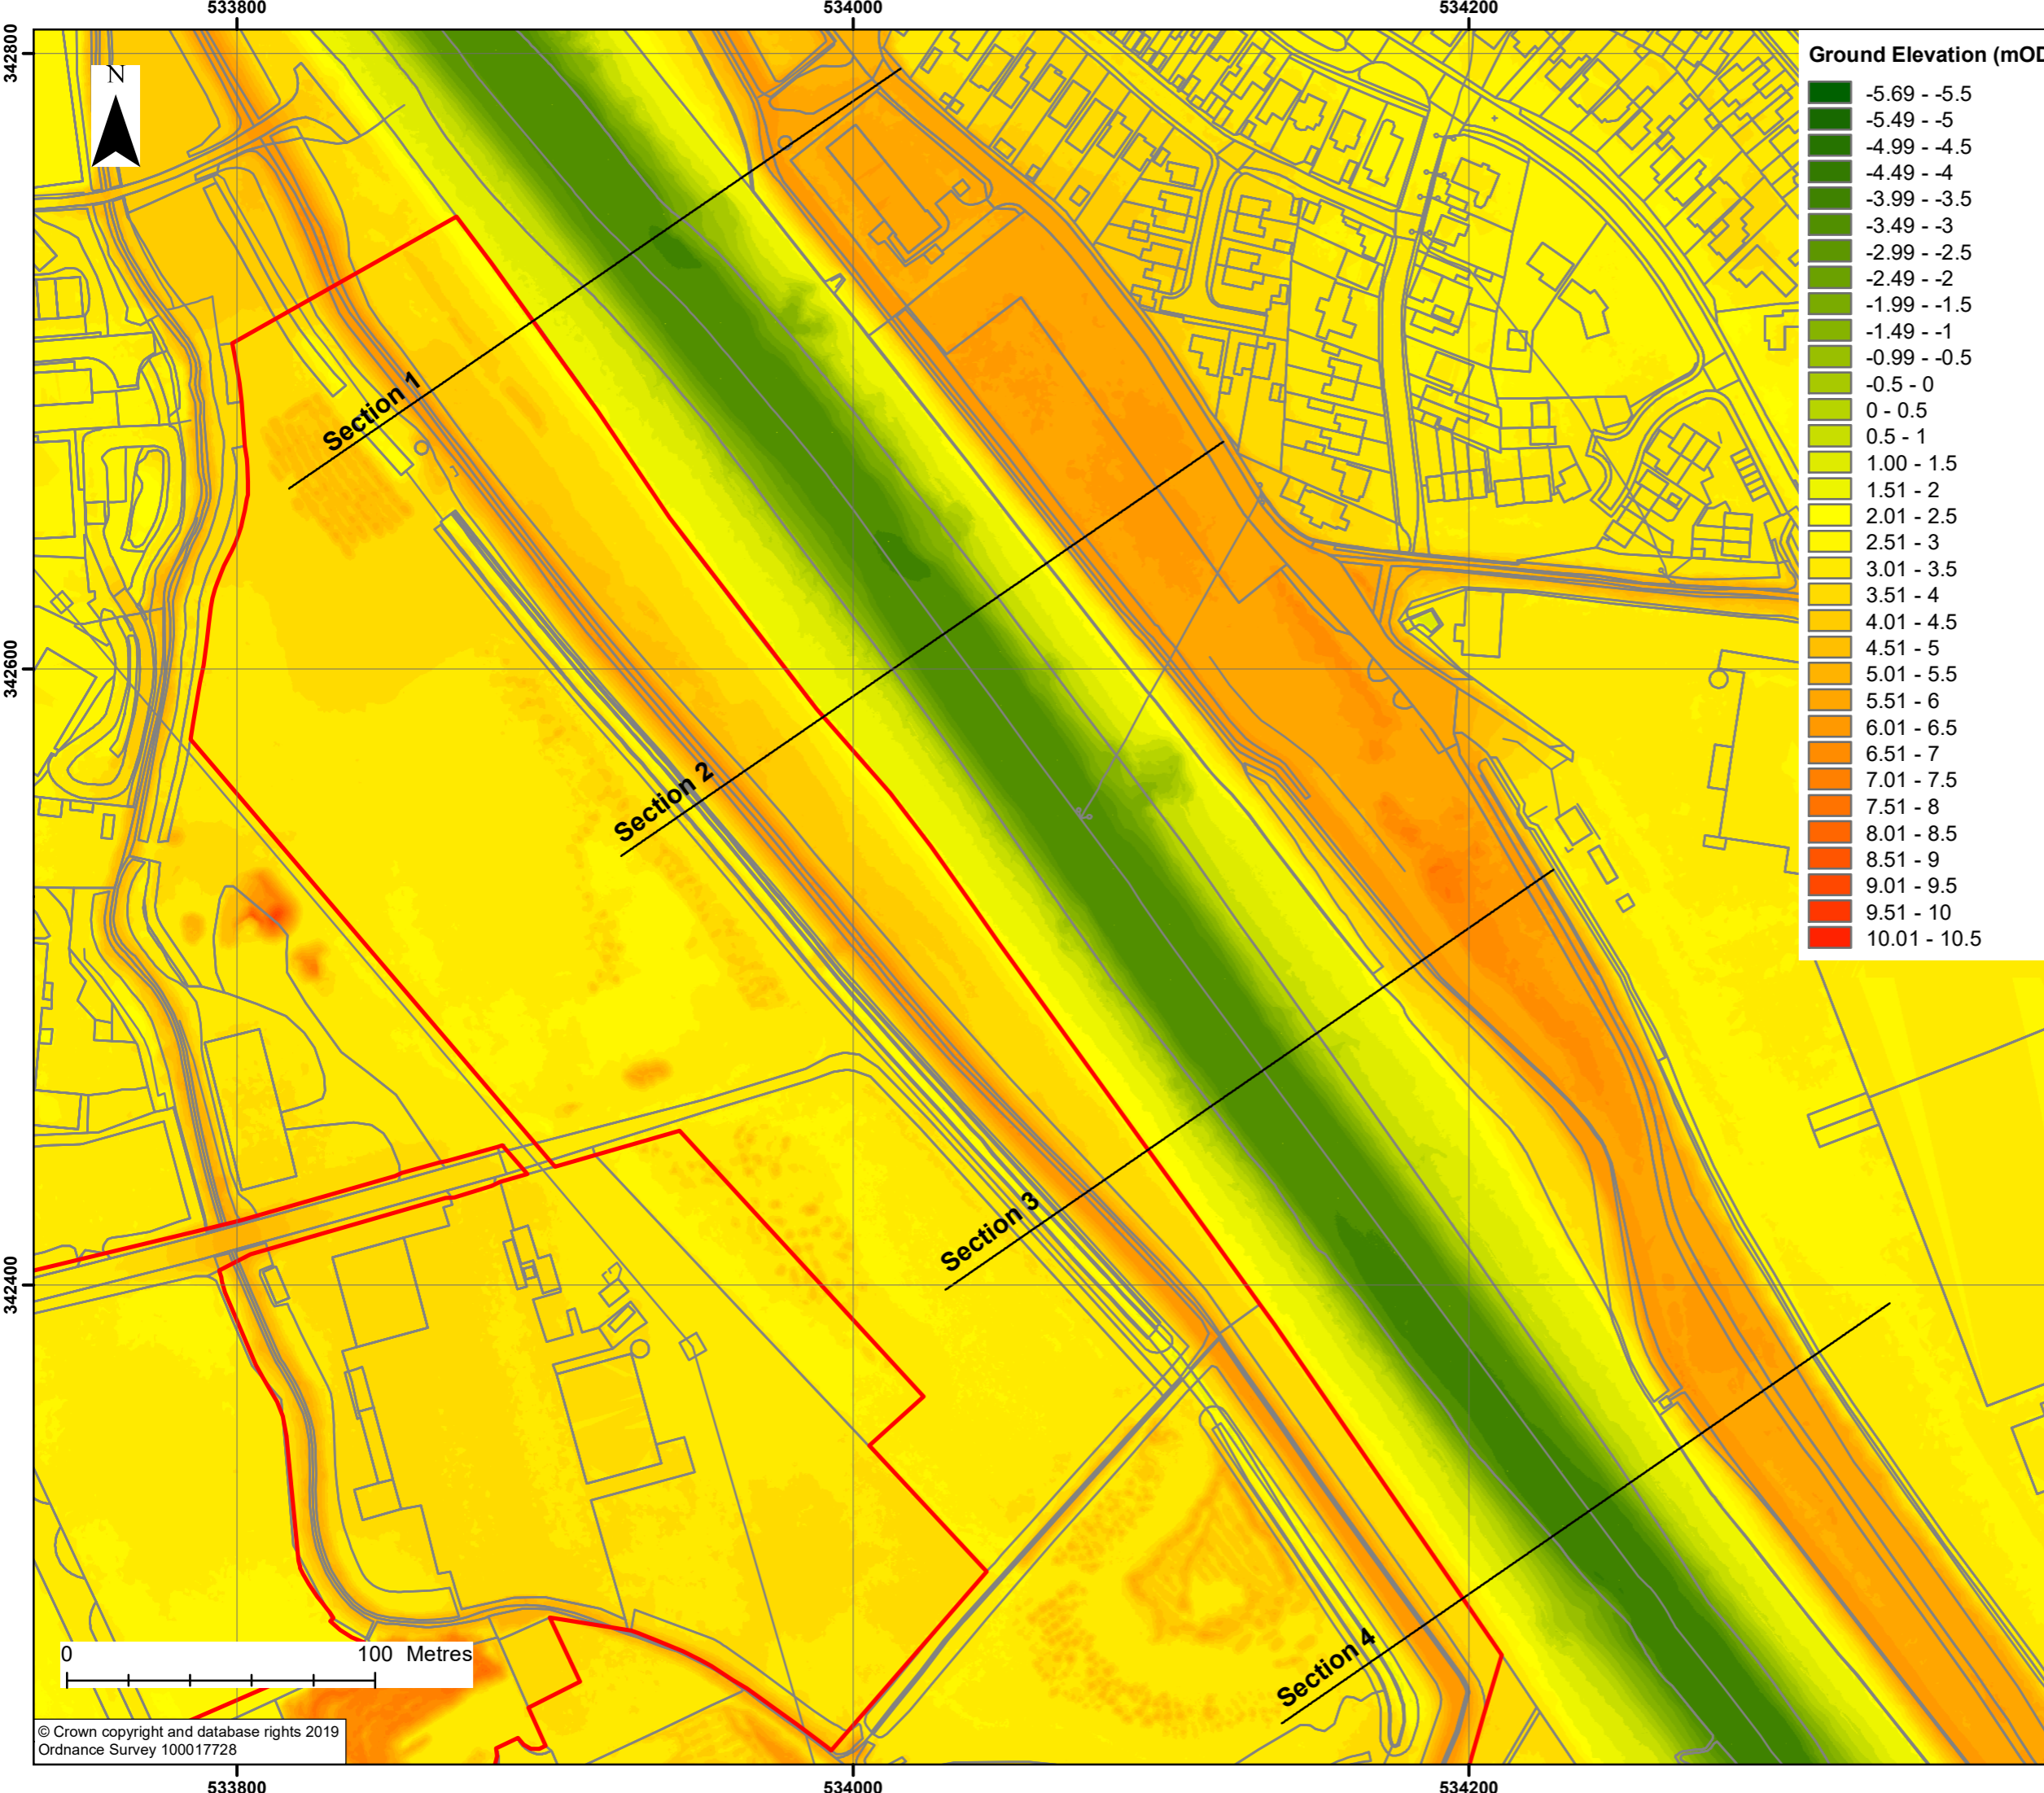 533800
534000
534200
342800
342600
342400
N
Ground Elevation (mOD
-5.69 - -5.5
-5.49 - -5
-4.99 - -4.5
-4.49 - -4
-3.99 - -3.5
-3.49 - -3
-2.99 - -2.5
-2.49 - -2
-1.99 - -1.5
-1.49 - -1
-0.99 - -0.5
-0.5 - 0
0 - 0.5
0.5 - 1
1.00 - 1.5
1.51 - 2
2.01 - 2.5
2.51 - 3
3.01 - 3.5
3.51 - 4
4.01 - 4.5
4.51 - 5
5.01 - 5.5
5.51 - 6
6.01 - 6.5
6.51 - 7
7.01 - 7.5
7.51 - 8
8.01 - 8.5
8.51 - 9
9.01 - 9.5
9.51 - 10
10.01 - 10.5
Section 1
Section 2
Section 3
Section 4
0 100 Metres
© Crown copyright and database rights 2019
Ordnance Survey 100017728
533800
534000
534200